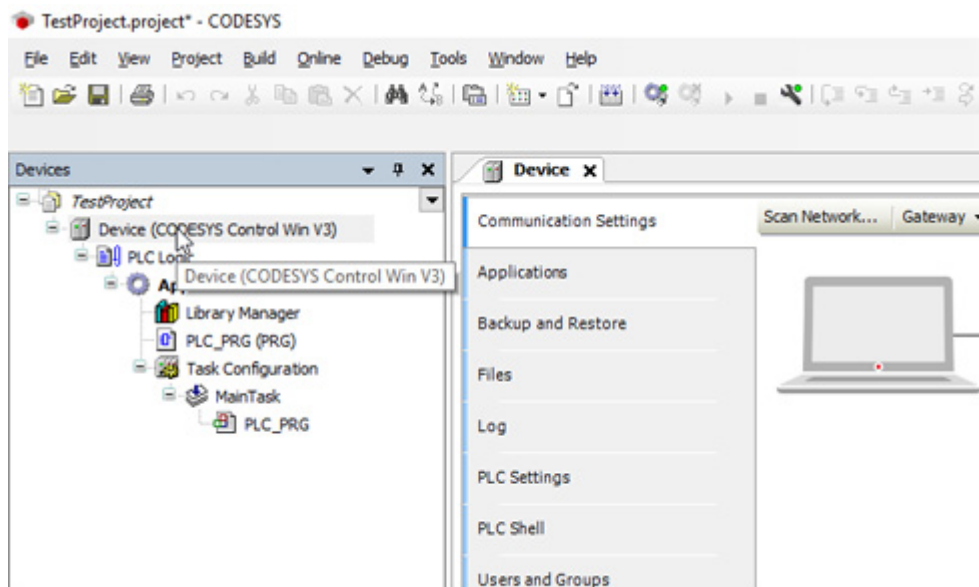 TestProject.project* - CODESYS
File Edit View Project Build Online Debug Tools Window Help
Devices
TestProject
Device (CODESYS Control Win V3)
PLC
Device (CODESYS Control Win V3)
Library Manager
PLC_PRG (PRG)
Task Configuration
MainTask
PLC_PRG
Device
Communication Settings
Applications
Backup and Restore
Files
Log
PLC Settings
PLC Shell
Users and Groups
Scan Network... Gateway